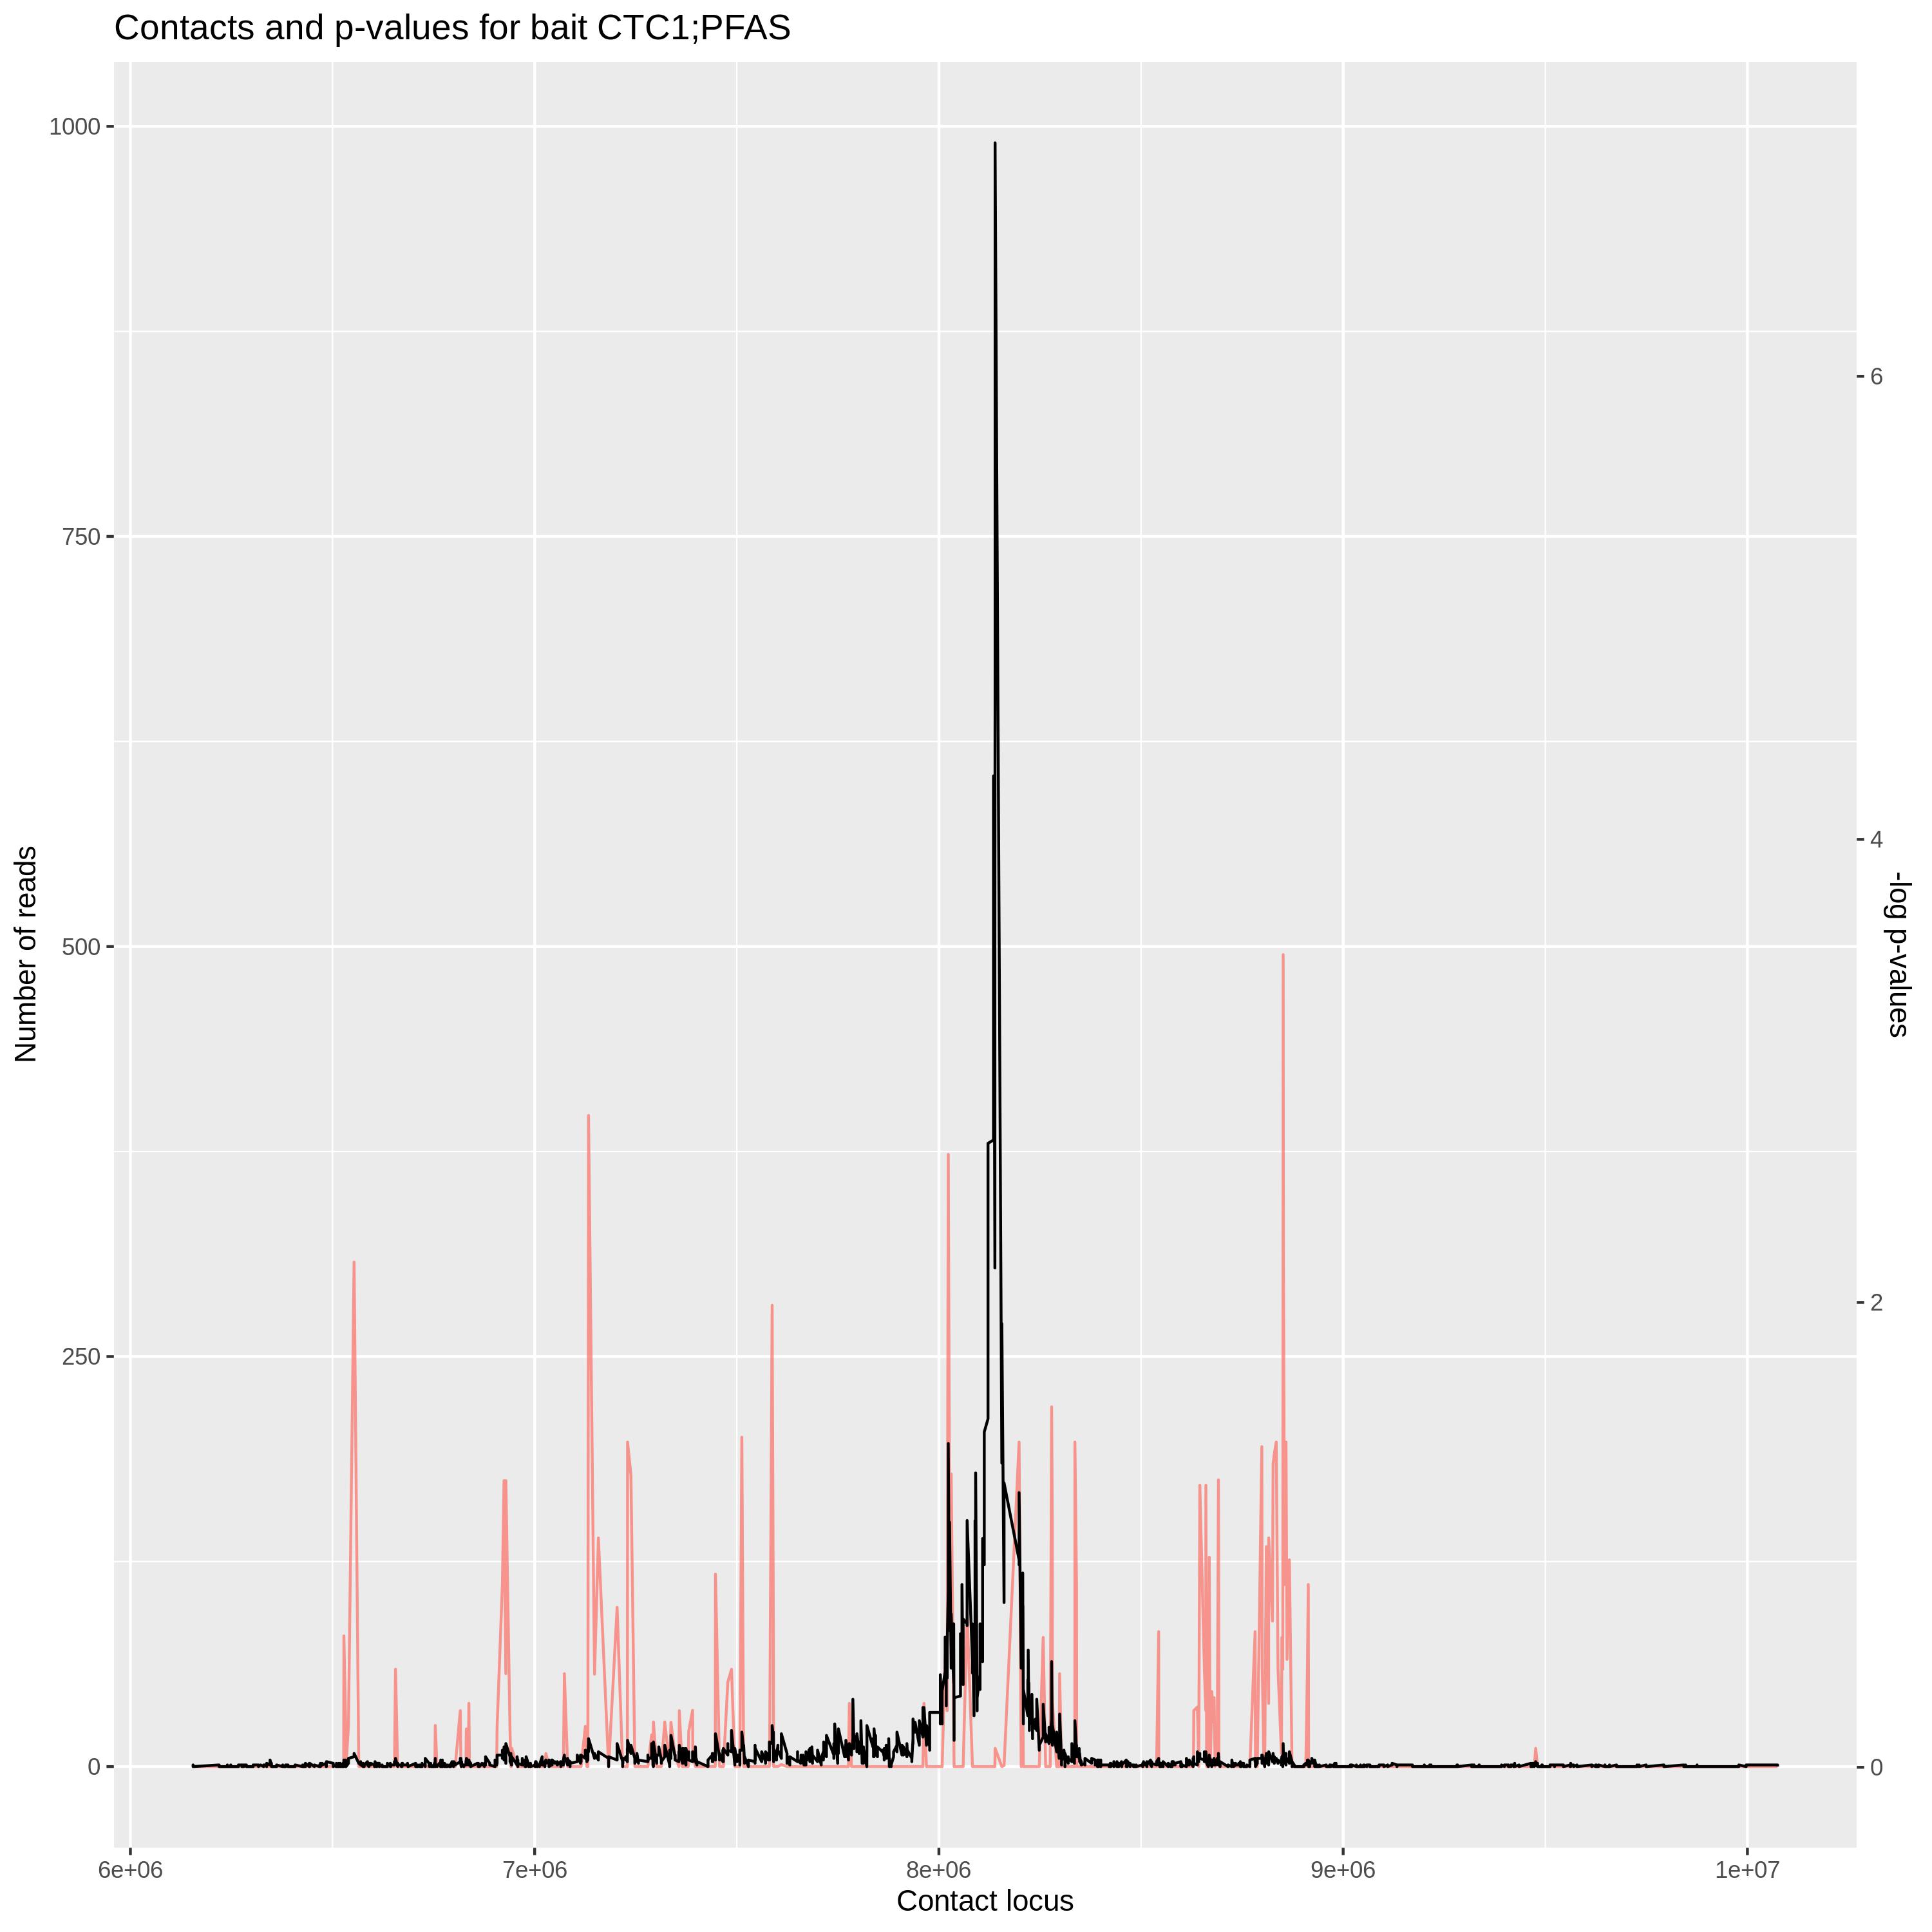 Contacts and p-values for bait CTC1;PFAS
1000
750
500
250
0
Number of reads
6
4
2
0
-log p-values
6e+06
7e+06
8e+06
9e+06
1e+07
Contact locus